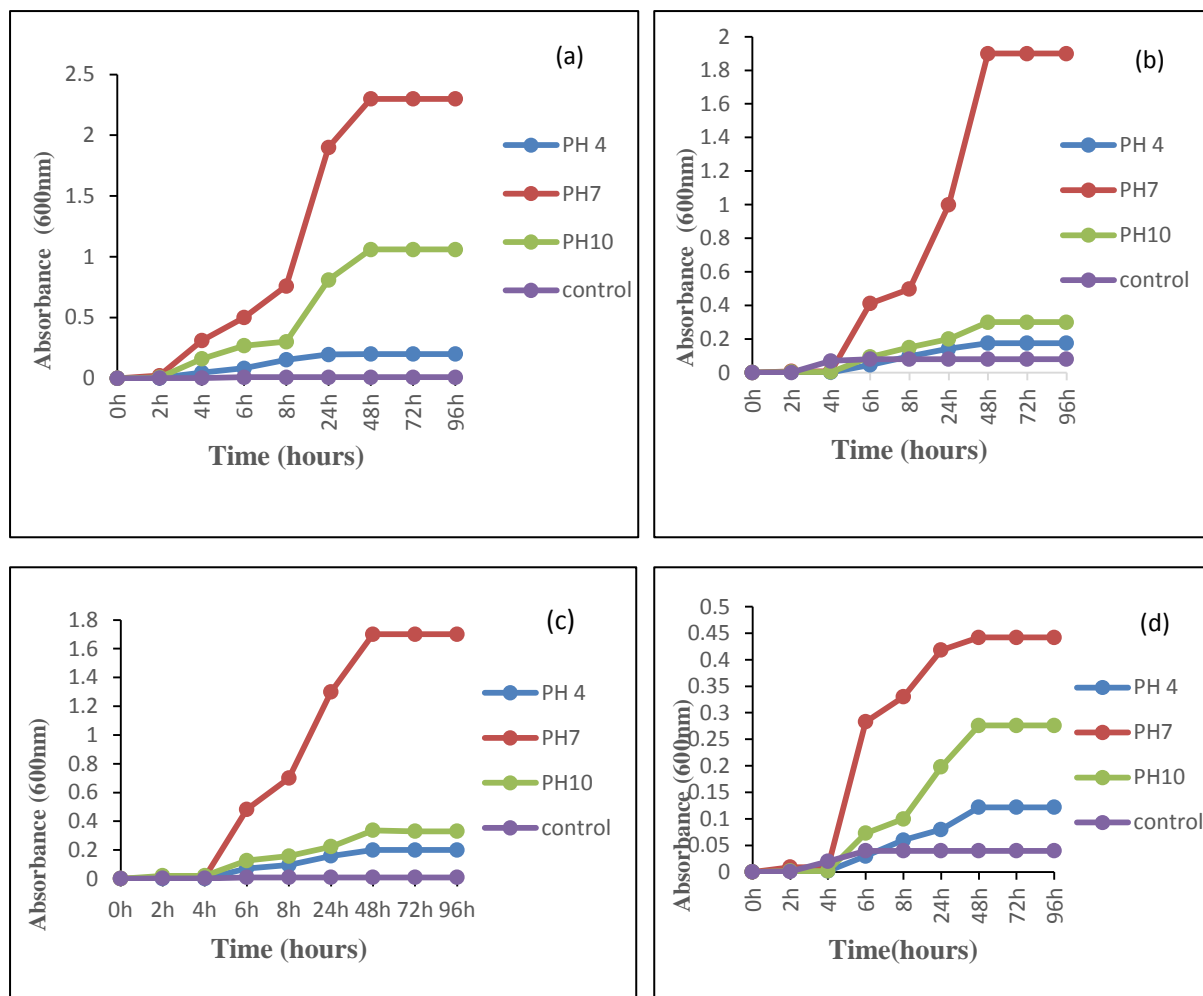 (a)
2.5
2
1.5
1
0.5
0
Absorbance (600nm)
0h 2h 4h 6h 8h 24h 48h 72h 96h
Time (hours)
PH 4
PH7
PH10
control
(b)
2
1.8
1.6
1.4
1.2
1
0.8
0.6
0.4
0.2
0
Absorbance (600nm)
0h 2h 4h 6h 8h 24h 48h 72h 96h
Time (hours)
PH 4
PH7
PH10
control
(c)
1.8
1.6
1.4
1.2
1
0.8
0.6
0.4
0.2
0
Absorbance (600nm)
0h 2h 4h 6h 8h 24h 48h 72h 96h
Time (hours)
PH 4
PH7
PH10
control
(d)
0.5
0.45
0.4
0.35
0.3
0.25
0.2
0.15
0.1
0.05
0
Absorbance (600nm)
0h 2h 4h 6h 8h 24h 48h 72h 96h
Time(hours)
PH 4
PH7
PH10
control